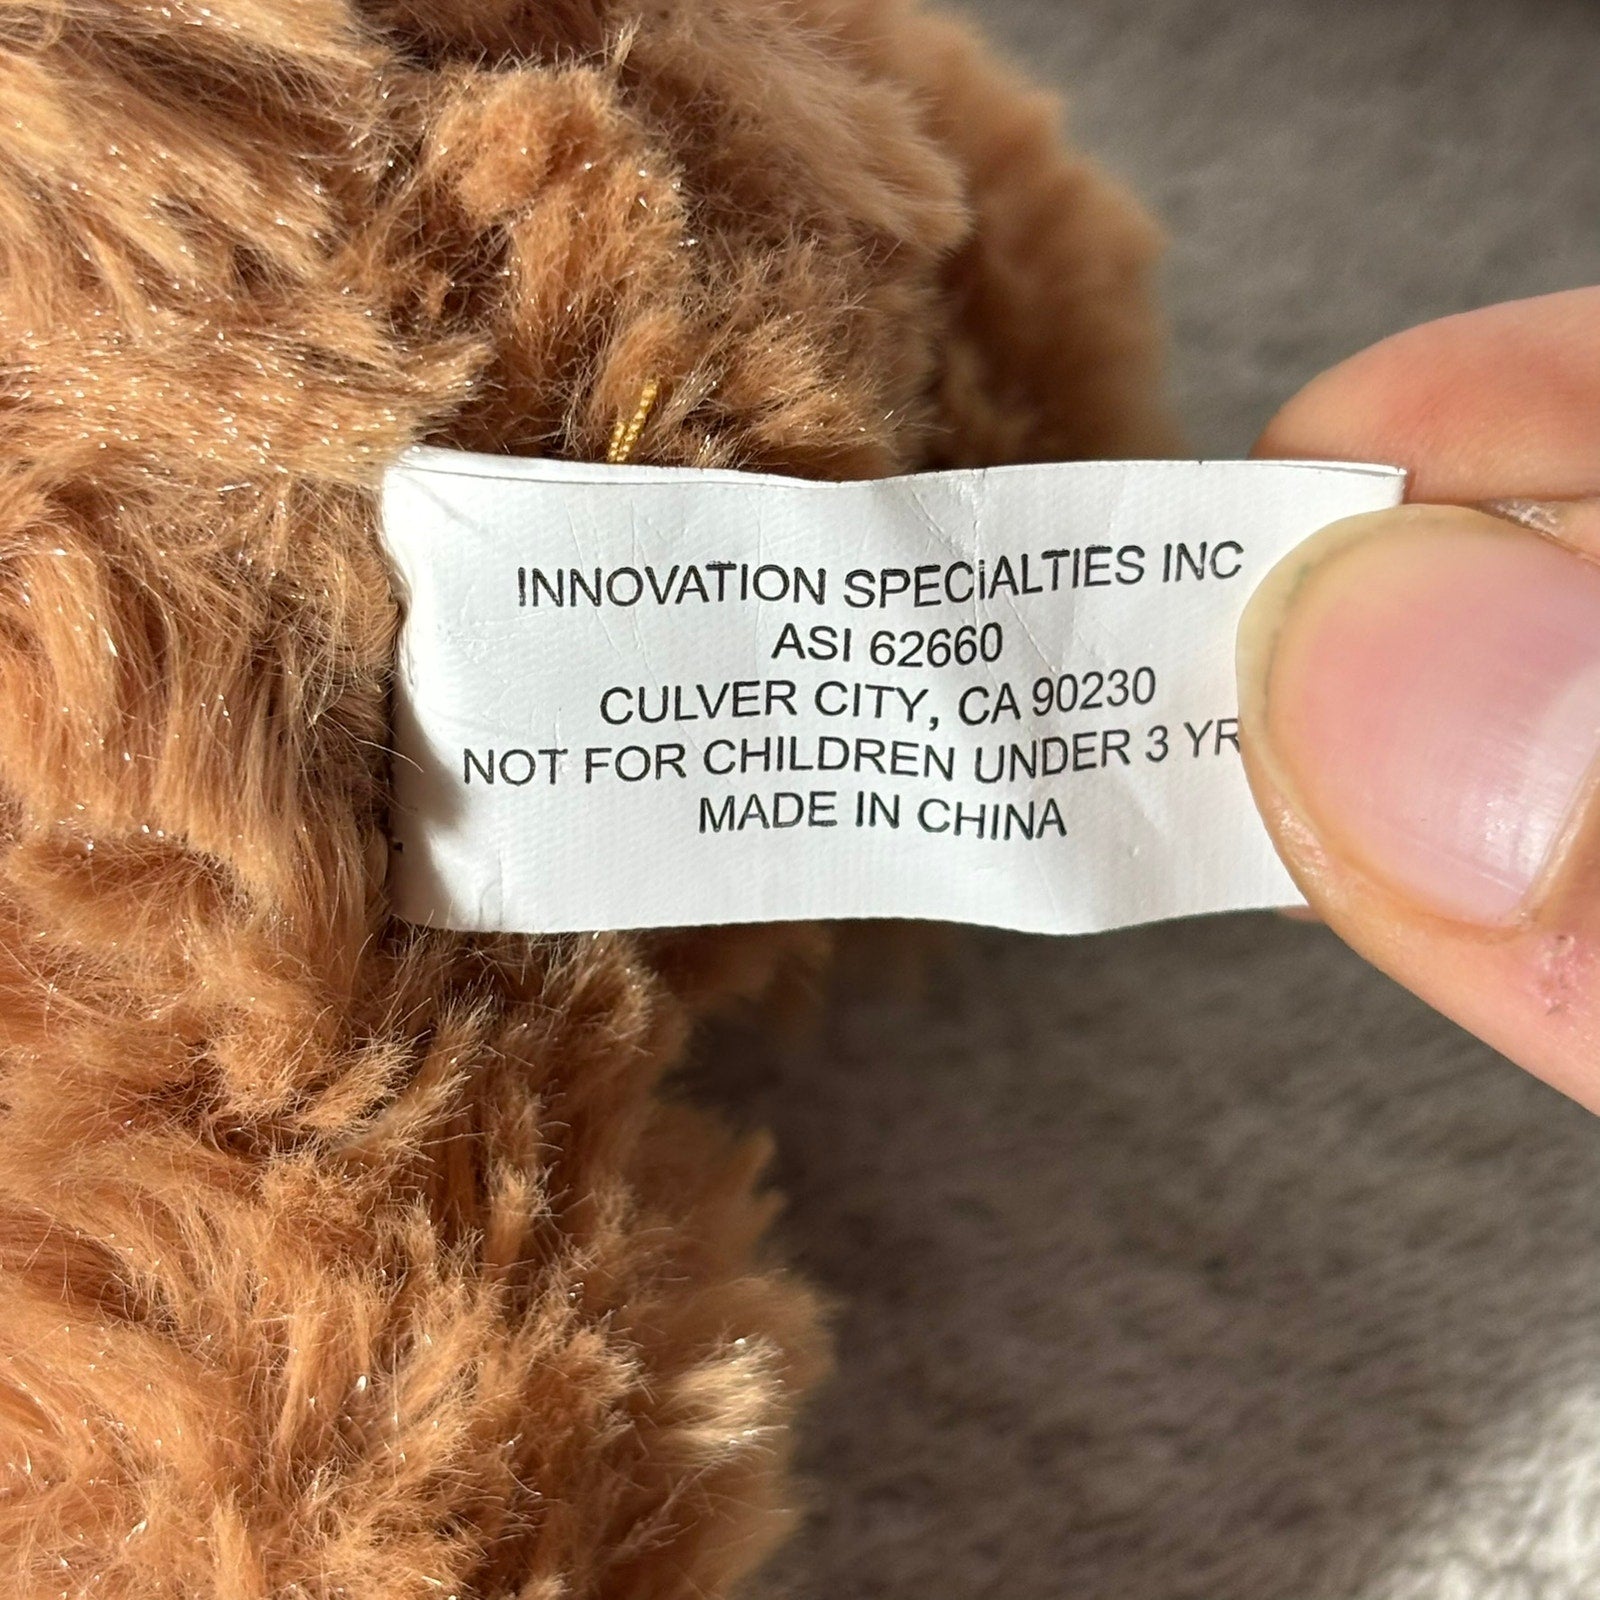 INNOVATION SPECiALTIES INC
ASI 62660
CULVER CITY, CA 90230
NOT FOR CHILDREN UNDER 3 YR
MADE IN CHINA